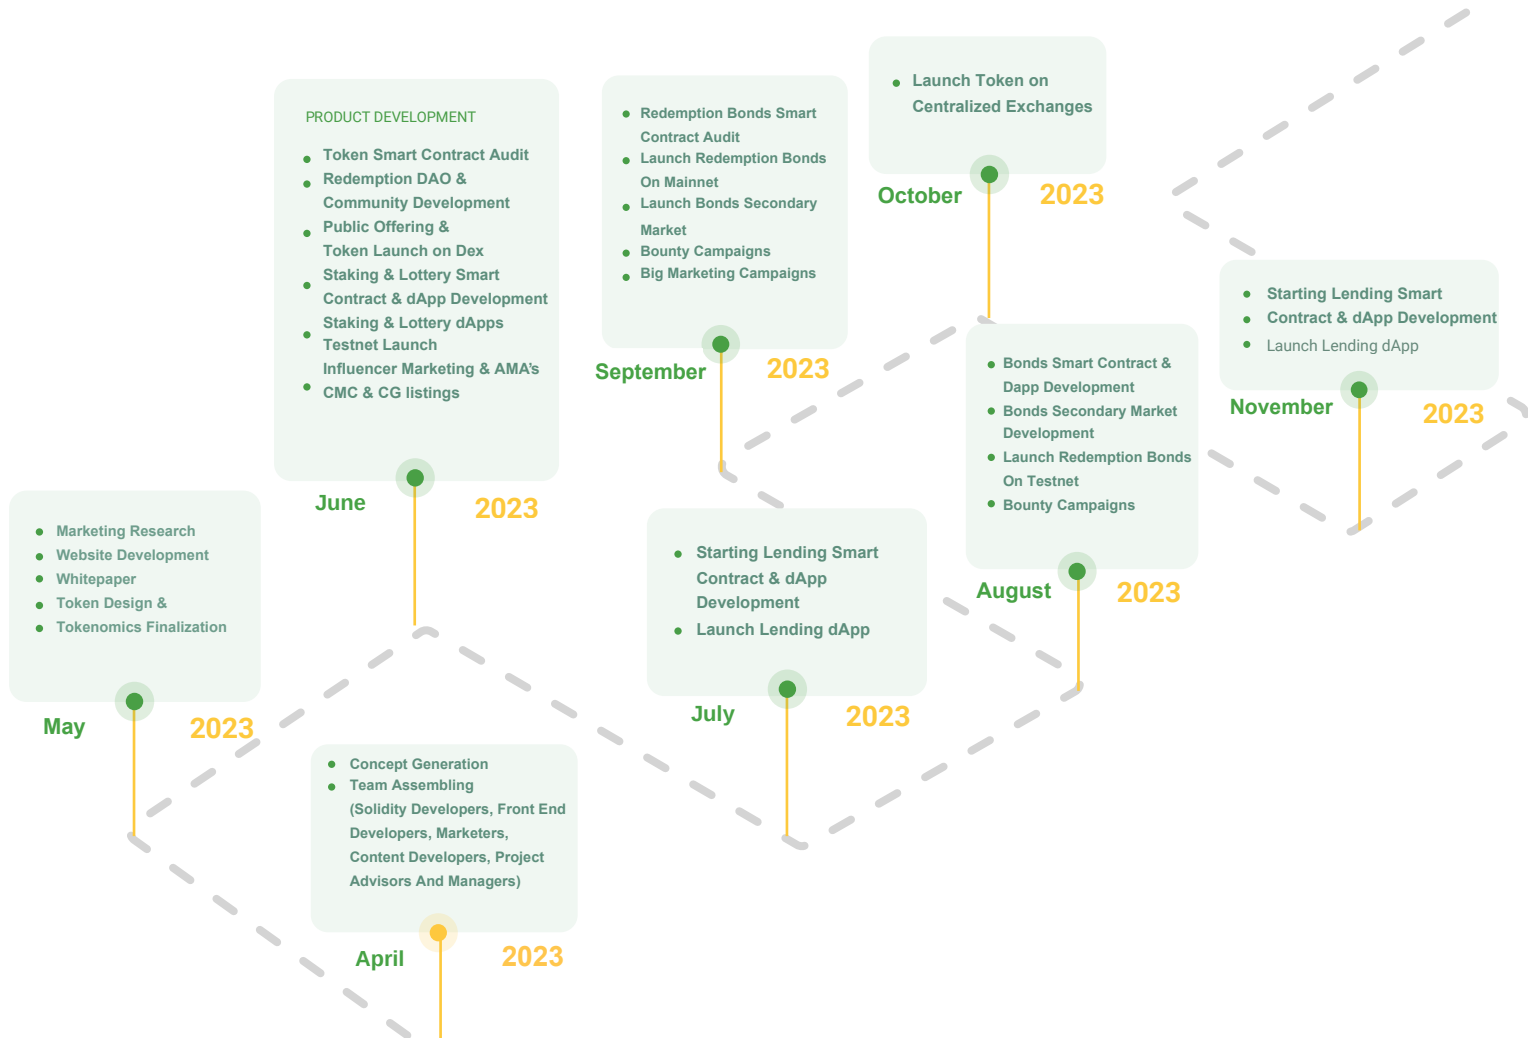 Launch Token on
Centralized Exchanges
October
2023
PRODUCT DEVELOPMENT
Token Smart Contract Audit
Redemption DAO &
Community Development
Public Offering &
Token Launch on Dex
Staking & Lottery Smart
Contract & dApp Development
Staking & Lottery dApps
Testnet Launch
Influencer Marketing & AMA's
CMC & CG listings
June
2023
Redemption Bonds Smart
Contract Audit
Launch Redemption Bonds
On Mainnet
Launch Bonds Secondary
Market
Bounty Campaigns
Big Marketing Campaigns
September
2023
Starting Lending Smart
Contract & dApp Development
Launch Lending dApp
November
2023
Bonds Smart Contract &
Dapp Development
Bonds Secondary Market
Development
Launch Redemption Bonds
On Testnet
Bounty Campaigns
August
2023
Marketing Research
Website Development
Whitepaper
Token Design &
Tokenomics Finalization
May
2023
Starting Lending Smart
Contract & dApp
Development
Launch Lending dApp
July
2023
Concept Generation
Team Assembling
(Solidity Developers, Front End
Developers, Marketers,
Content Developers, Project
Advisors And Managers)
April
2023